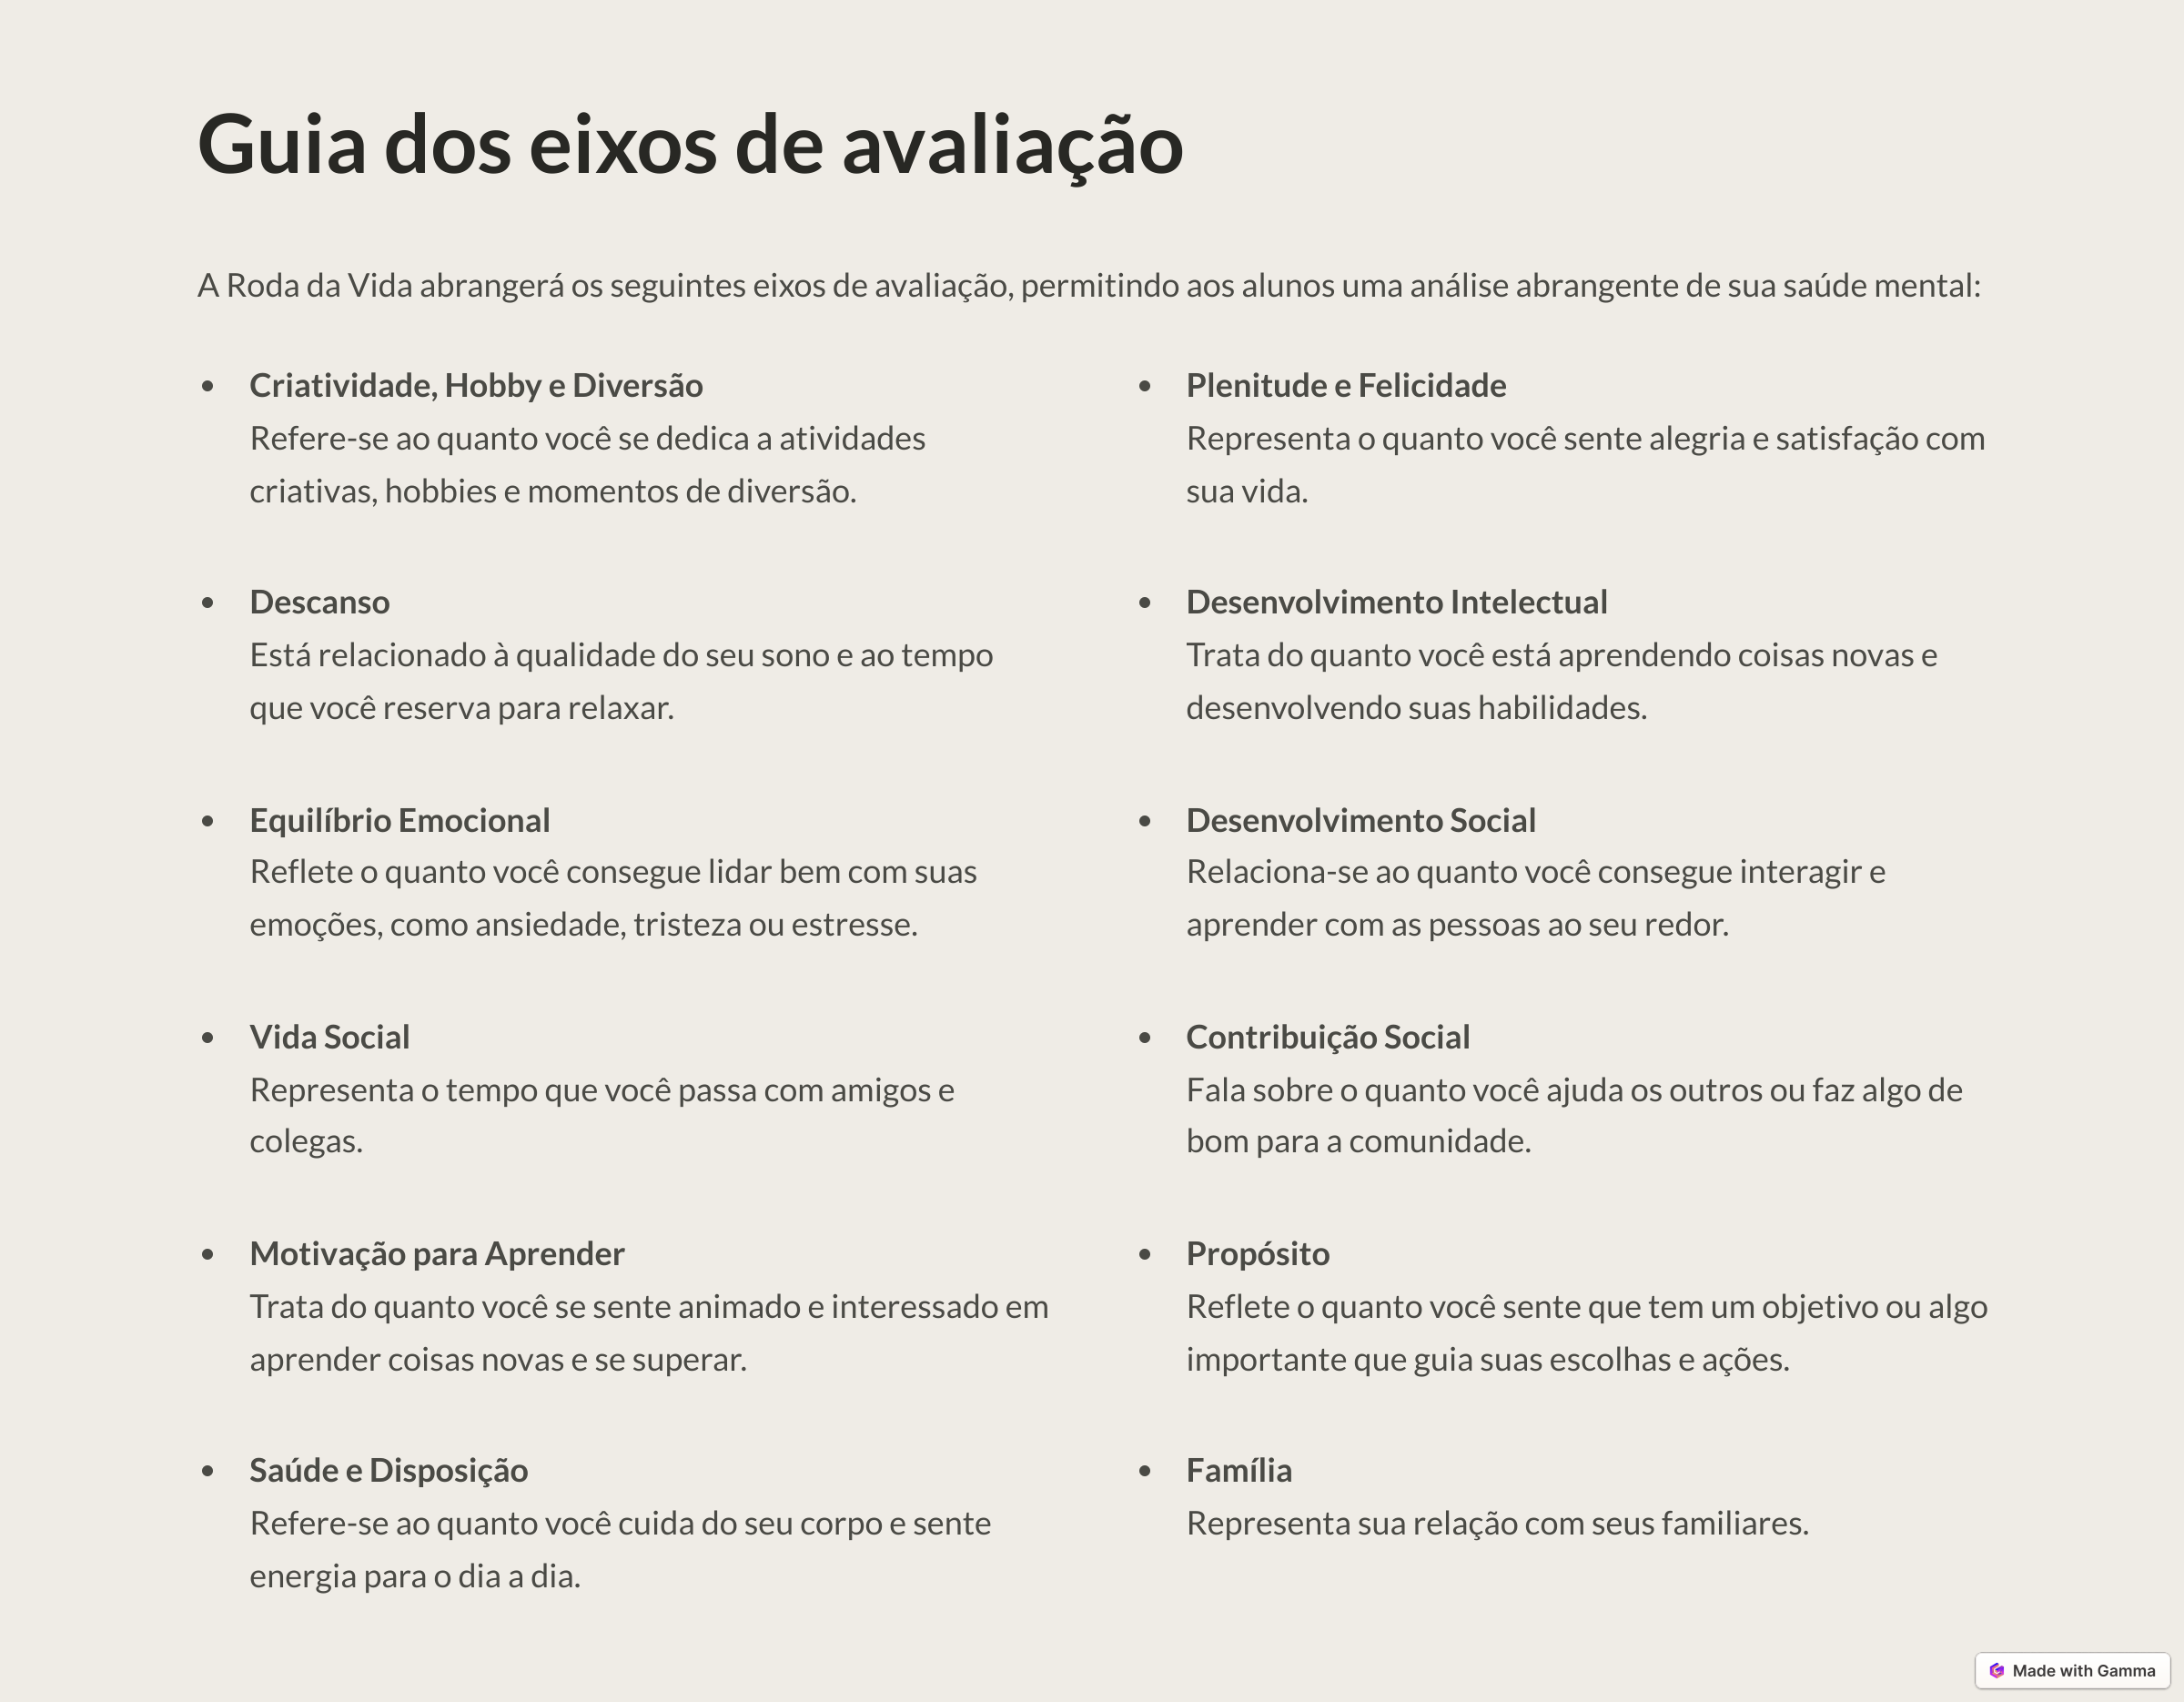 Guia dos eixos de avaliação
A Roda da Vida abrangerá os seguintes eixos de avaliação, permitindo aos alunos uma análise abrangente de sua saúde mental:
• Criatividade, Hobby e Diversão
Refere-se ao quanto você se dedica a atividades
criativas, hobbies e momentos de diversão.
• Descanso
Está relacionado à qualidade do seu sono e ao tempo
que você reserva para relaxar.
• Equilíbrio Emocional
Reflete o quanto você consegue lidar bem com suas
emoções, como ansiedade, tristeza ou estresse.
• Vida Social
Representa o tempo que você passa com amigos e
colegas.
• Motivação para Aprender
Trata do quanto você se sente animado e interessado em
aprender coisas novas e se superar.
• Saúde e Disposição
Refere-se ao quanto você cuida do seu corpo e sente
energia para o dia a dia.
• Plenitude e Felicidade
Representa o quanto você sente alegria e satisfação com
sua vida.
• Desenvolvimento Intelectual
Trata do quanto você está aprendendo coisas novas e
desenvolvendo suas habilidades.
• Desenvolvimento Social
Relaciona-se ao quanto você consegue interagir e
aprender com as pessoas ao seu redor.
• Contribuição Social
Fala sobre o quanto você ajuda os outros ou faz algo de
bom para a comunidade.
• Propósito
Reflete o quanto você sente que tem um objetivo ou algo
importante que guia suas escolhas e ações.
• Família
Representa sua relação com seus familiares.
Made with Gamma